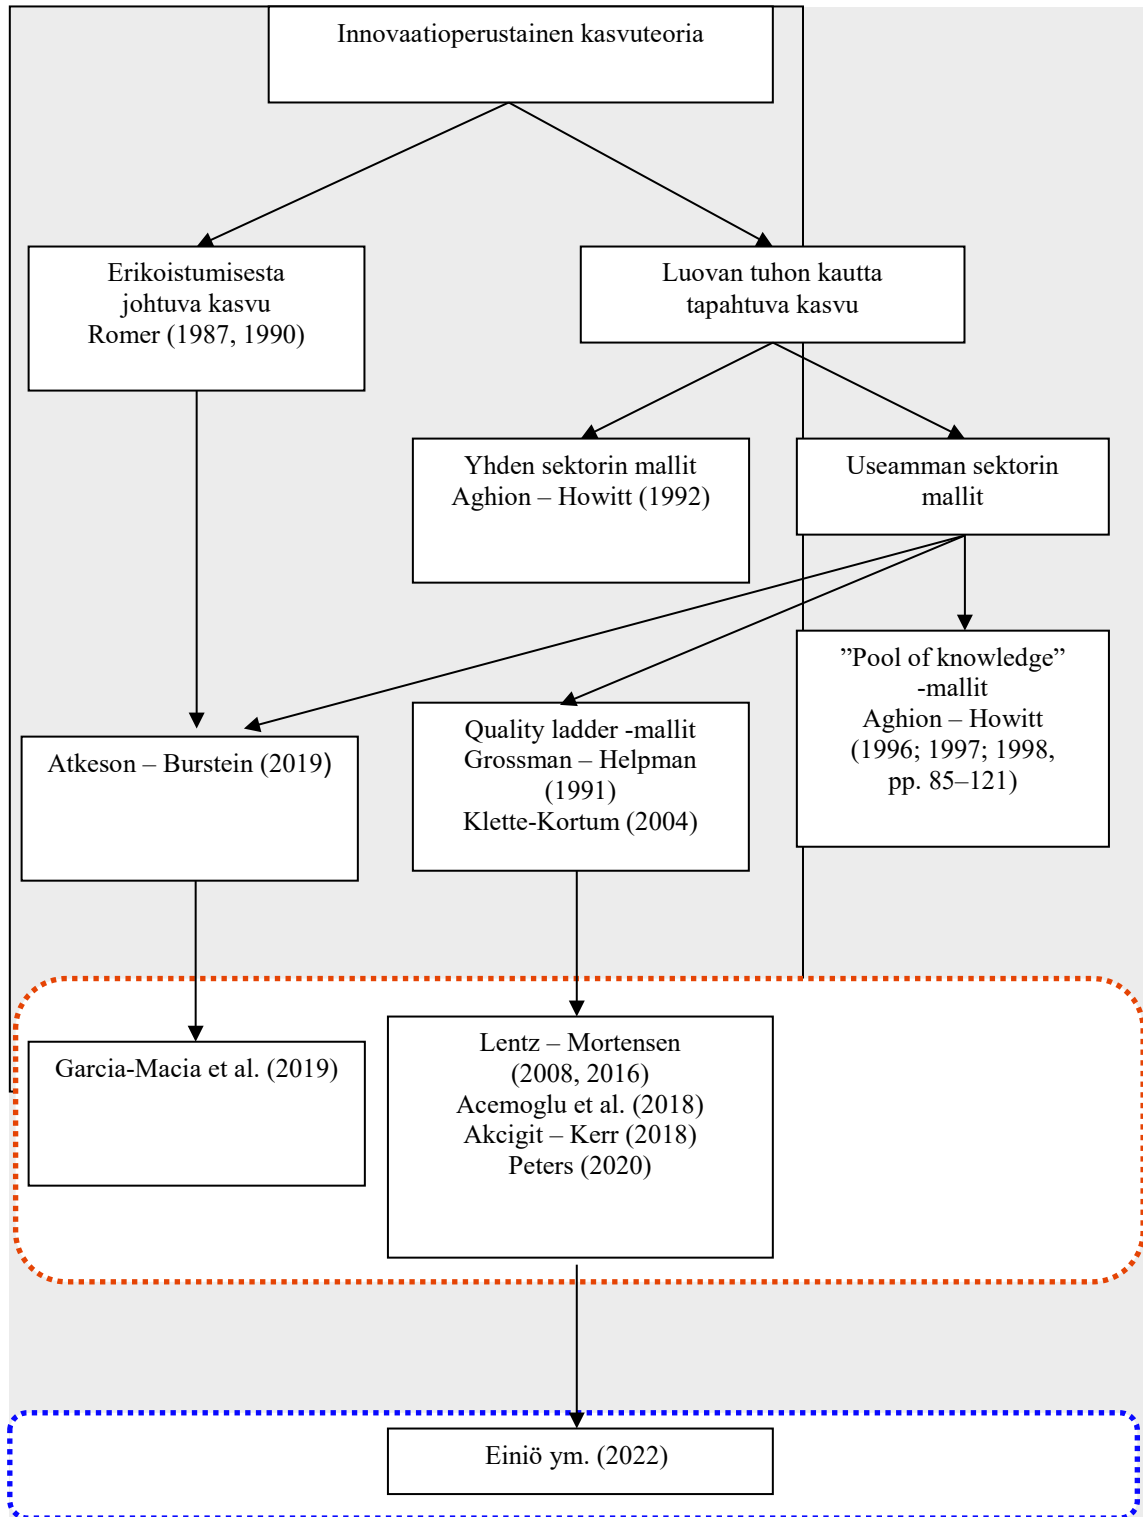 Innovaatioperustainen kasvuteoria
Erikoistumisesta
johtuva kasvu
Romer (1987, 1990)
Luovan tuhon kautta
tapahtuva kasvu
Yhden sektorin mallit
Aghion – Howitt (1992)
Useamman sektorin
mallit
Atkeson – Burstein (2019)
Quality ladder -mallit
Grossman – Helpman
(1991)
Klette-Kortum (2004)
”Pool of knowledge”
-mallit
Aghion – Howitt
(1996; 1997; 1998,
pp. 85–121)
Garcia-Macia et al. (2019)
Lentz – Mortensen
(2008, 2016)
Acemoglu et al. (2018)
Akcigit – Kerr (2018)
Peters (2020)
Einiö ym. (2022)